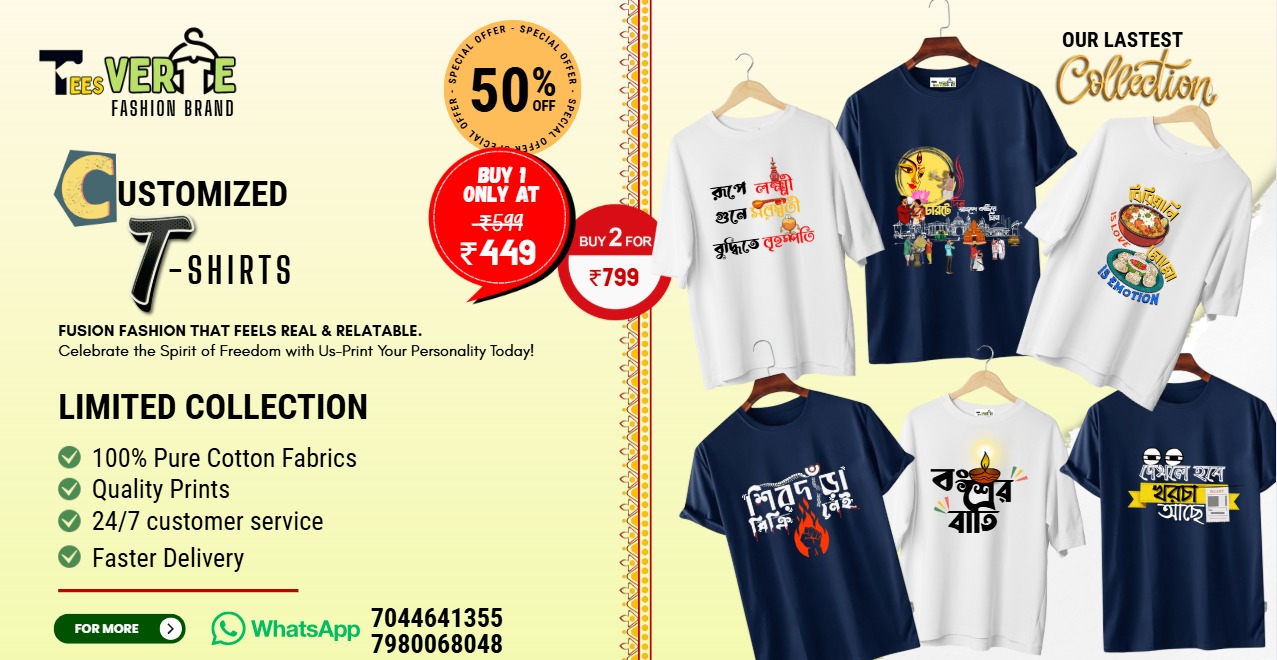 TEES VERTE
FASHION BRAND
CUSTOMIZED
T-SHIRTS
FUSION FASHION THAT FEELS REAL & RELATABLE.
Celebrate the Spirit of Freedom with Us-Print Your Personality Today!
LIMITED COLLECTION
100% Pure Cotton Fabrics
Quality Prints
24/7 customer service
Faster Delivery
FOR MORE
WhatsApp
7044641355
7980068048
SPECIAL OFFER - SPECIAL OFFER - SPECIAL OFFER - SPECIAL OFFER -
50% OFF
BUY 1
ONLY AT
₹599
₹449
BUY 2 FOR
₹799
OUR LASTEST
Collection
রূপে লক্ষ্মী
গুনে সরস্বতী
বুদ্ধিতে বৃহস্পতি
চারটে দিন
বিরিয়ানি
IS LOVE
মোমো
IS EMOTION
শিরদাঁড়া
বিক্রি নেই
বংশের
বাতি
দেখলে হবে
খরচা
আছে